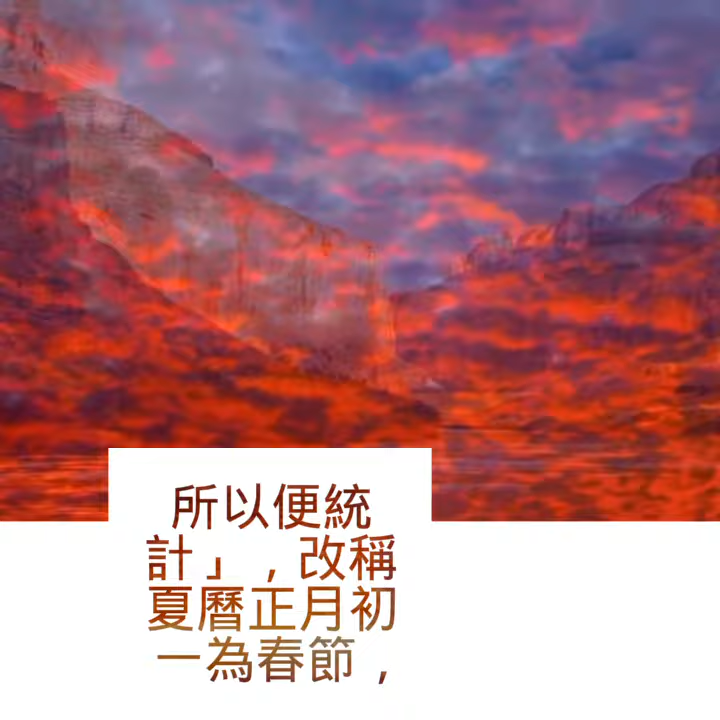 所以便統
計」，改稱
夏曆正月初
一為春節，